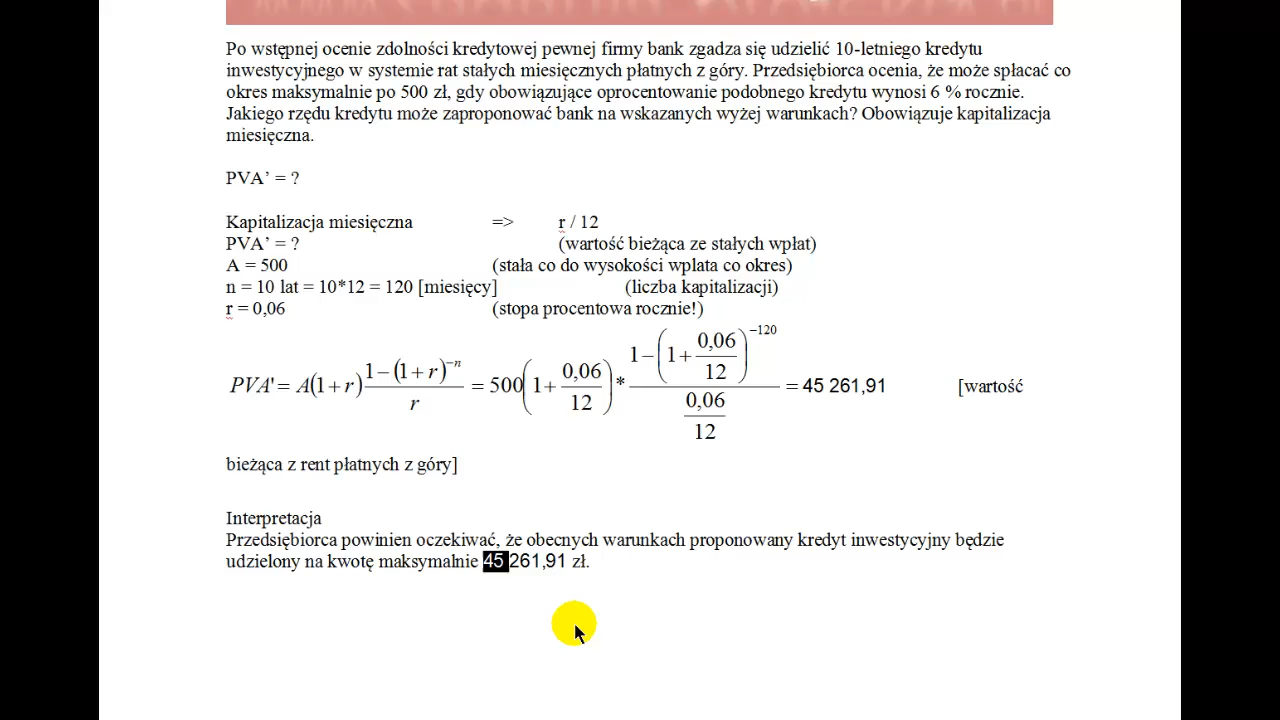 Po wstępnej ocenie zdolności kredytowej pewnej firmy bank zgadza się udzielić 10-letniego kredytu
inwestycyjnego w systemie rat stałych miesięcznych płatnych z góry. Przedsiębiorca ocenia, że może spłacać co
okres maksymalnie po 500 zł, gdy obowiązujące oprocentowanie podobnego kredytu wynosi 6 % rocznie.
Jakiego rzędu kredytu może zaproponować bank na wskazanych wyżej warunkach? Obowiązuje kapitalizacja
miesięczna.
PVA’ = ?
Kapitalizacja miesięczna => r / 12
PVA’ = ? (wartość bieżąca ze stałych wpłat)
A = 500 (stała co do wysokości wpłata co okres)
n = 10 lat = 10*12 = 120 [miesięcy] (liczba kapitalizacji)
r = 0,06 (stopa procentowa rocznie!)
PVA' = A(1 + r) \frac{1 − (1 + r)^{−n}}{r} = 500(1 + \frac{0,06}{12}) * \frac{1 − (1 + \frac{0,06}{12})^{−120}}{\frac{0,06}{12}} = 45 261,91 [wartość
bieżąca z rent płatnych z góry]
Interpretacja
Przedsiębiorca powinien oczekiwać, że obecnych warunkach proponowany kredyt inwestycyjny będzie
udzielony na kwotę maksymalnie 45 261,91 zł.